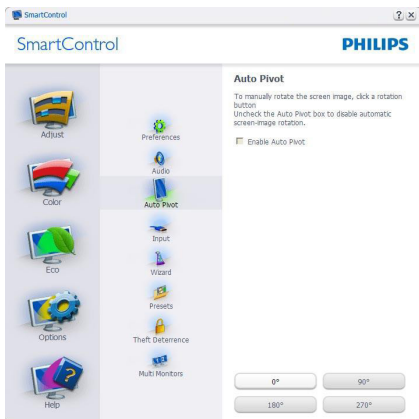 SmartControl
SmartControl
PHILIPS
Adjust
Color
Eco
Options
Help
Preferences
Audio
Auto Pivot
Input
Wizard
Presets
Theft Deterrence
Multi Monitors
Auto Pivot
To manually rotate the screen image, click a rotation
button
Uncheck the Auto Pivot box to disable automatic
screen-image rotation.
Enable Auto Pivot
0°
90°
180°
270°